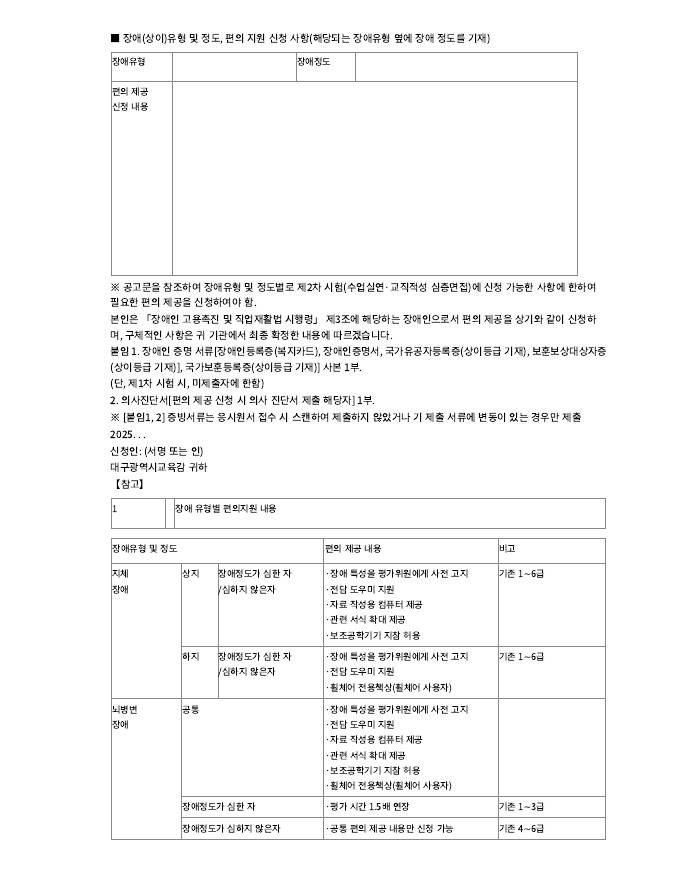 ■ 장애(상이)유형 및 정도, 편의 지원 신청 사항(해당되는 장애유형 옆에 장애 정도를 기재)
장애유형 장애정도
편의 제공
신청 내용
※ 공고문을 참조하여 장애유형 및 정도별로 제2차 시험(수업실연·교직적성 심층면접)에 신청 가능한 사항에 한하여
필요한 편의 제공을 신청하여야 함.
본인은 「장애인 고용촉진 및 직업재활법 시행령」 제3조에 해당하는 장애인으로서 편의 제공을 상기와 같이 신청하
며, 구체적인 사항은 귀 기관에서 최종 확정한 내용에 따르겠습니다.
붙임 1. 장애인 증명 서류[장애인등록증(복지카드), 장애인증명서, 국가유공자등록증(상이등급 기재), 보훈보상대상자증
(상이등급 기재)], 국가보훈등록증(상이등급 기재)] 사본 1부.
(단, 제1차 시험 시, 미제출자에 한함)
2. 의사진단서[편의 제공 신청 시 의사 진단서 제출 해당자] 1부.
※ [붙임1, 2] 증빙서류는 응시원서 접수 시 스캔하여 제출하지 않았거나 기 제출 서류에 변동이 있는 경우만 제출
2025. . .
신청인: (서명 또는 인)
대구광역시교육감 귀하
【참고】
1 장애 유형별 편의지원 내용
장애유형 및 정도 편의 제공 내용 비고
지체 상지 장애정도가 심한 자 ·장애 특성을 평가위원에게 사전 고지 기존 1~6급
장애 /심하지 않은자 ·전담 도우미 지원
·자료 작성용 컴퓨터 제공
·관련 서식 확대 제공
·보조공학기기 지참 허용
하지 장애정도가 심한 자 ·장애 특성을 평가위원에게 사전 고지 기존 1~6급
/심하지 않은자 ·전담 도우미 지원
·휠체어 전용책상(휠체어 사용자)
뇌병변 공통 ·장애 특성을 평가위원에게 사전 고지
장애 ·전담 도우미 지원
·자료 작성용 컴퓨터 제공
·관련 서식 확대 제공
·보조공학기기 지참 허용
·휠체어 전용책상(휠체어 사용자)
장애정도가 심한 자 ·평가 시간 1.5배 연장 기존 1~3급
장애정도가 심하지 않은자 ·공통 편의 제공 내용만 신청 가능 기존 4~6급